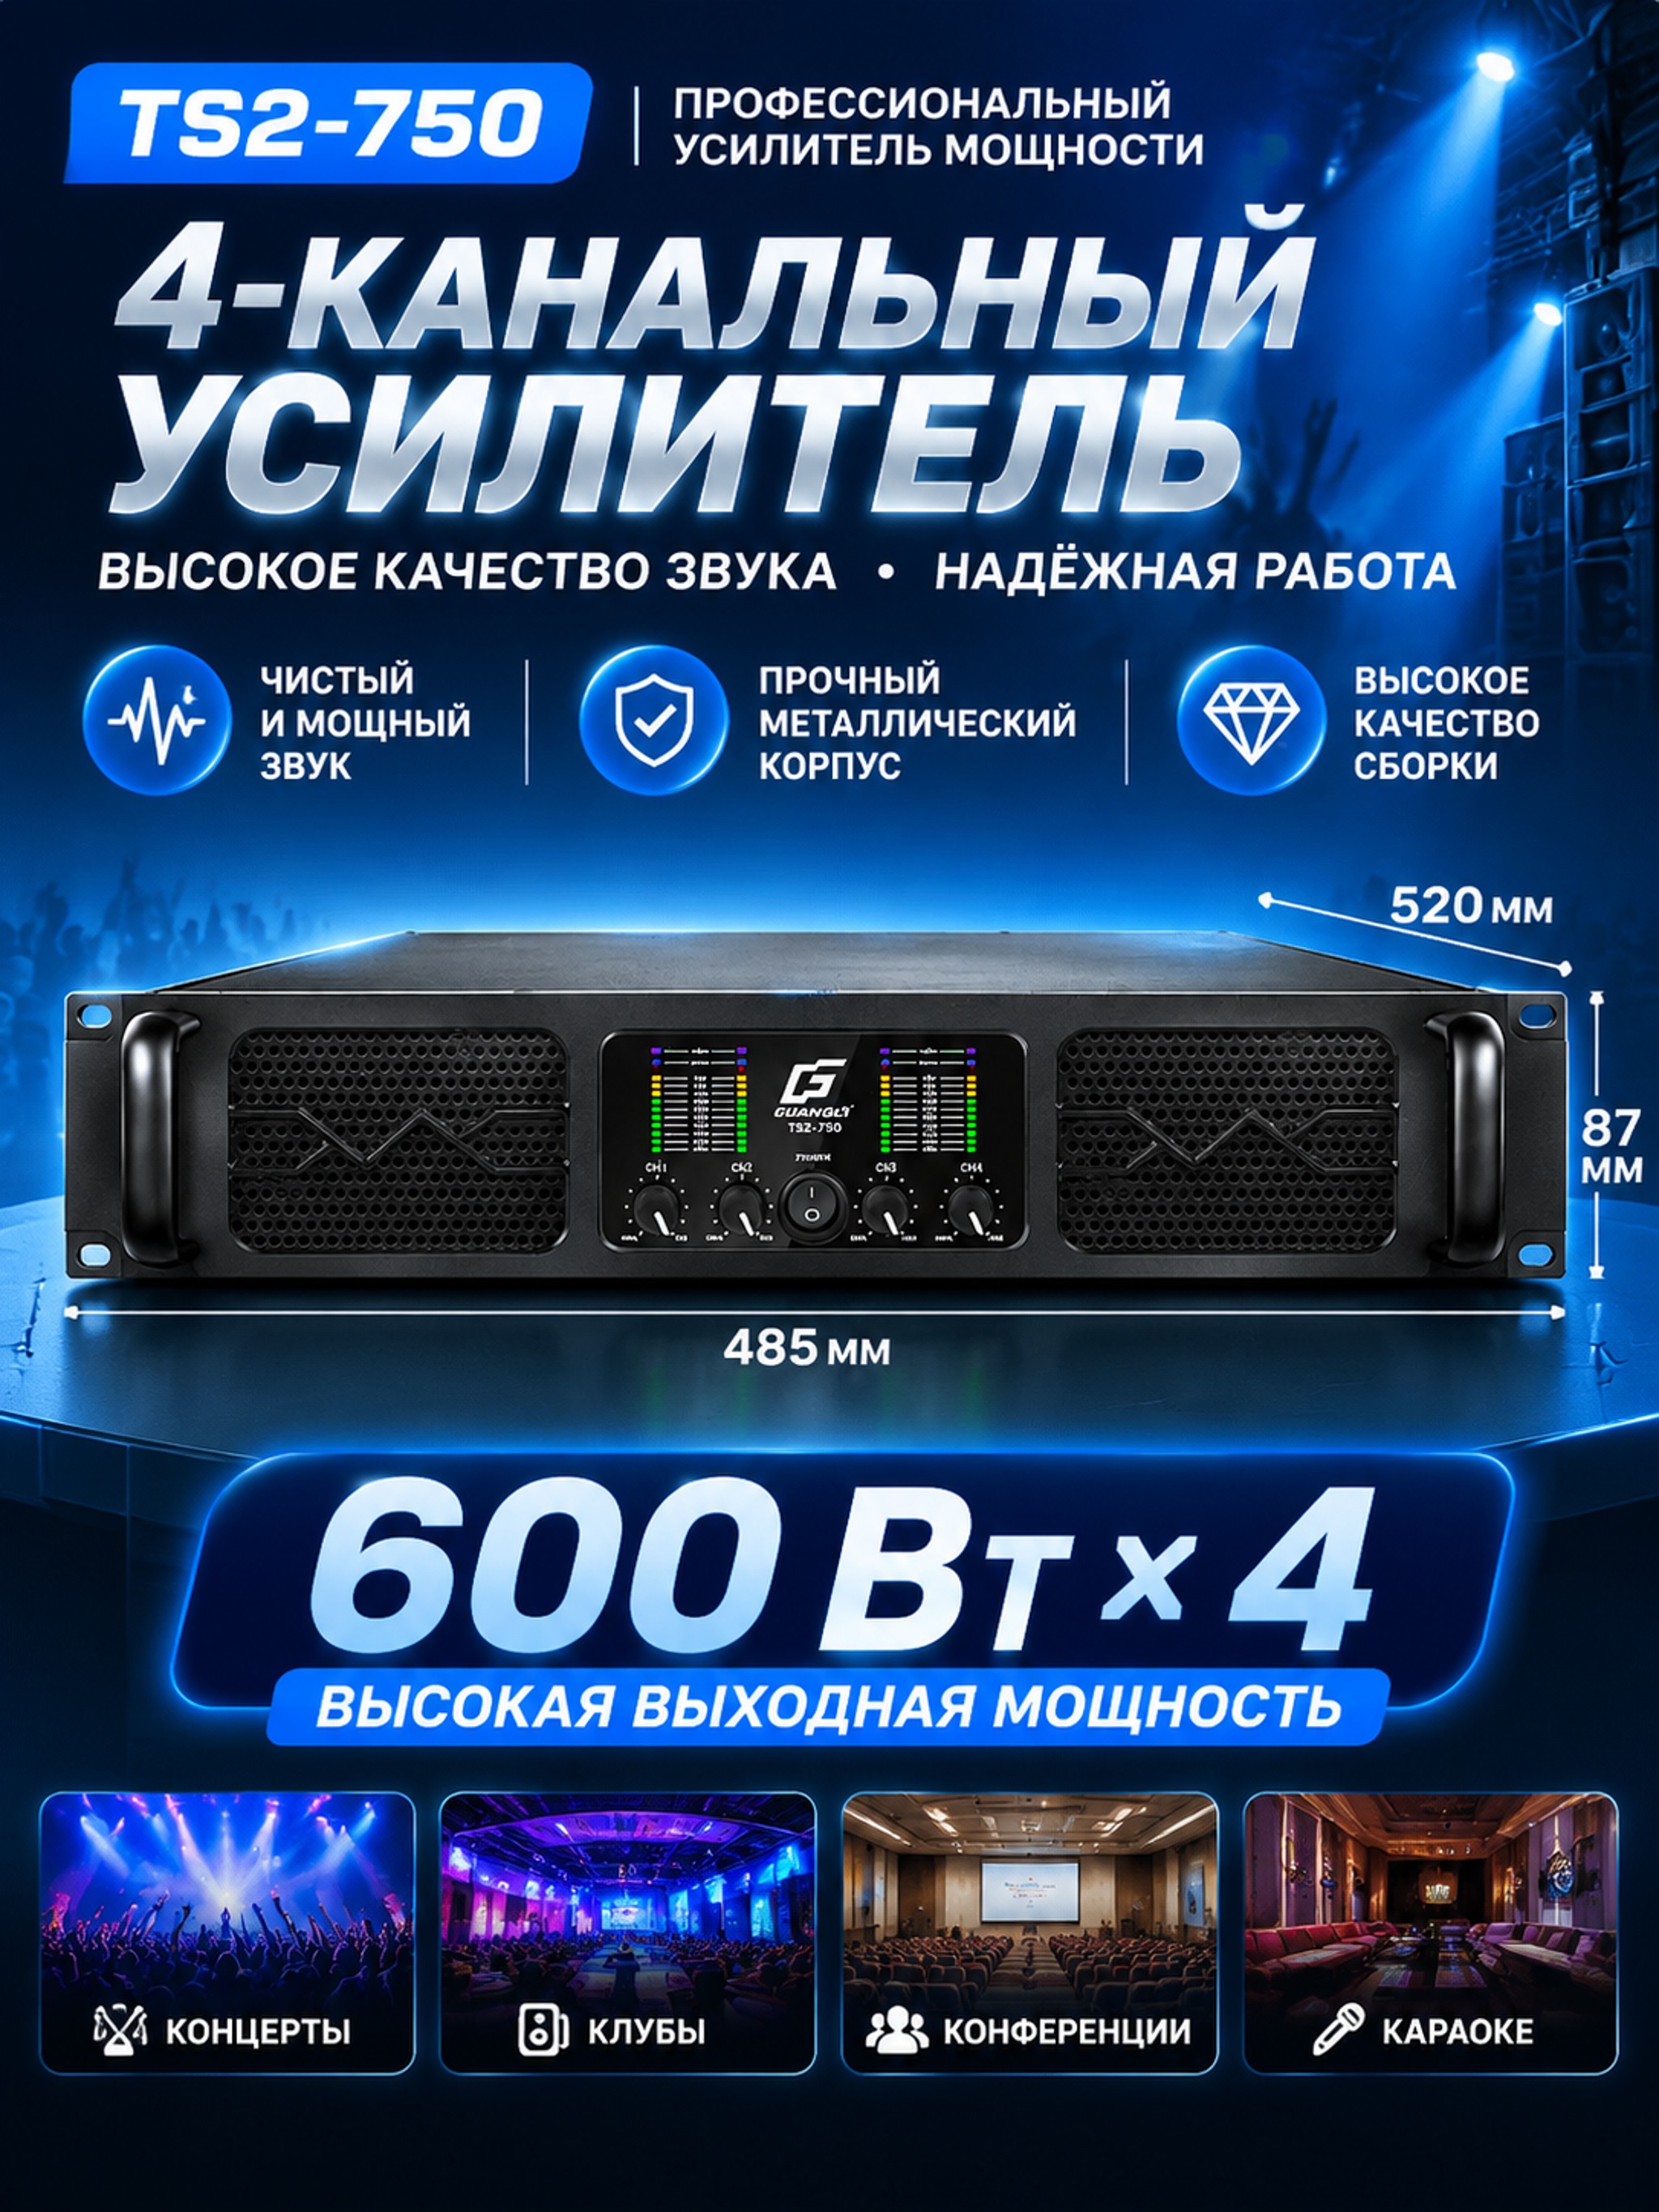 TS2-750
ПРОФЕССИОНАЛЬНЫЙ
УСИЛИТЕЛЬ МОЩНОСТИ
4-КАНАЛЬНЫЙ
УСИЛИТЕЛЬ
ВЫСОКОЕ КАЧЕСТВО ЗВУКА • НАДЁЖНАЯ РАБОТА
ЧИСТЫЙ
И МОЩНЫЙ
ЗВУК
ПРОЧНЫЙ
МЕТАЛЛИЧЕСКИЙ
КОРПУС
ВЫСОКОЕ
КАЧЕСТВО
СБОРКИ
520 мм
87
мм
GUANGLI
TS2-750
CH1
CH2
CH3
CH4
485 мм
600 Вт × 4
ВЫСОКАЯ ВЫХОДНАЯ МОЩНОСТЬ
КОНЦЕРТЫ
КЛУБЫ
КОНФЕРЕНЦИИ
КАРАОКЕ